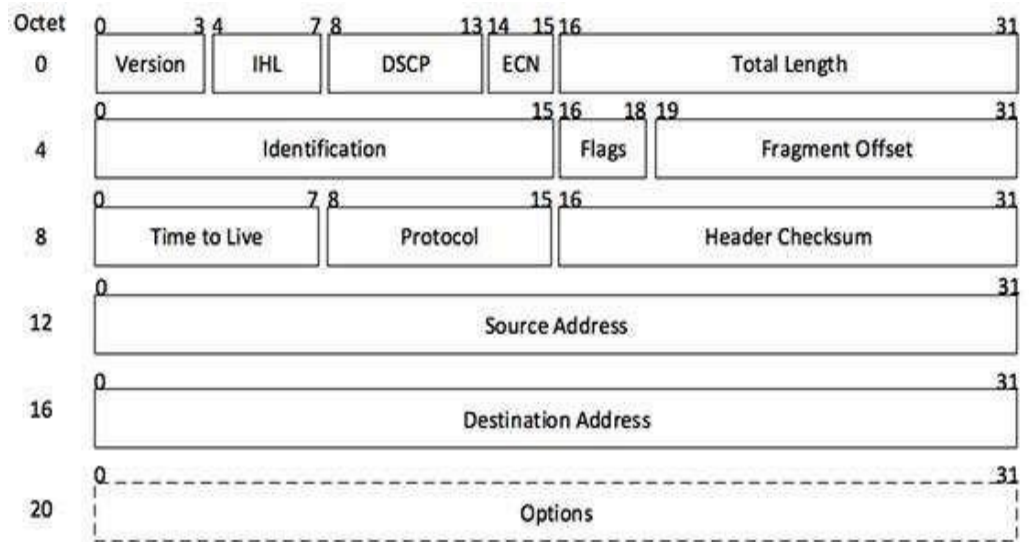 Octet 0 3 4 7 8 13 14 15 16 31
0 Version IHL DSCP ECN Total Length
0 15 16 18 19 31
4 Identification Flags Fragment Offset
0 7 8 15 16 31
8 Time to Live Protocol Header Checksum
0 31
12 Source Address
0 31
16 Destination Address
0 31
20 Options